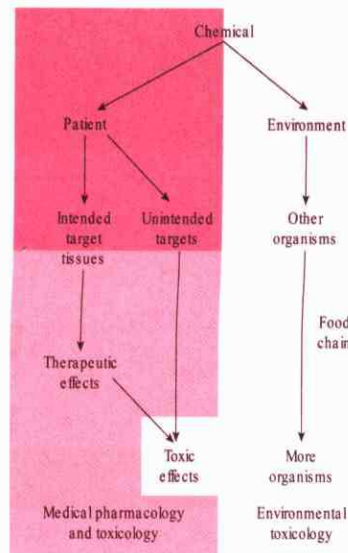 Chemical
Patient
Environment
Intended
target
tissues
Unintended
targets
Other
organisms
Food
chain
Therapeutic
effects
Toxic
effects
More
organisms
Medical pharmacology
and toxicology
Environmental
toxicology